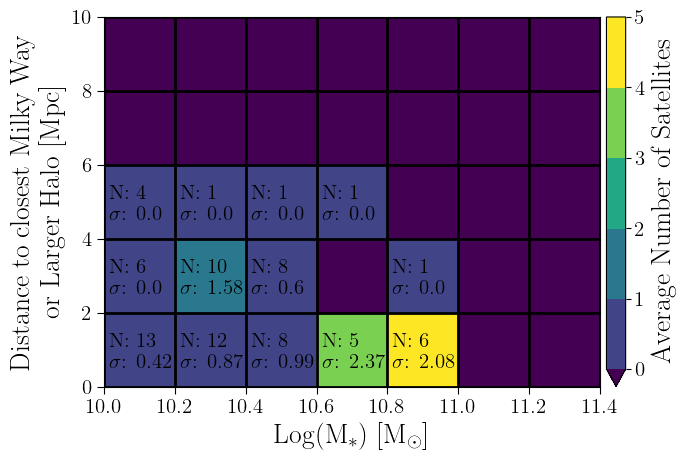 Distance to closest Milky Way
or Larger Halo [Mpc]
10
8
6
4
2
0
N: 4
σ: 0.0
N: 1
σ: 0.0
N: 1
σ: 0.0
N: 1
σ: 0.0
N: 6
σ: 0.0
N: 10
σ: 1.58
N: 8
σ: 0.6
N: 1
σ: 0.0
N: 13
σ: 0.42
N: 12
σ: 0.87
N: 8
σ: 0.99
N: 5
σ: 2.37
N: 6
σ: 2.08
10.0 10.2 10.4 10.6 10.8 11.0 11.2 11.4
Log(M*) [M⊙]
5
4
3
2
1
0
Average Number of Satellites